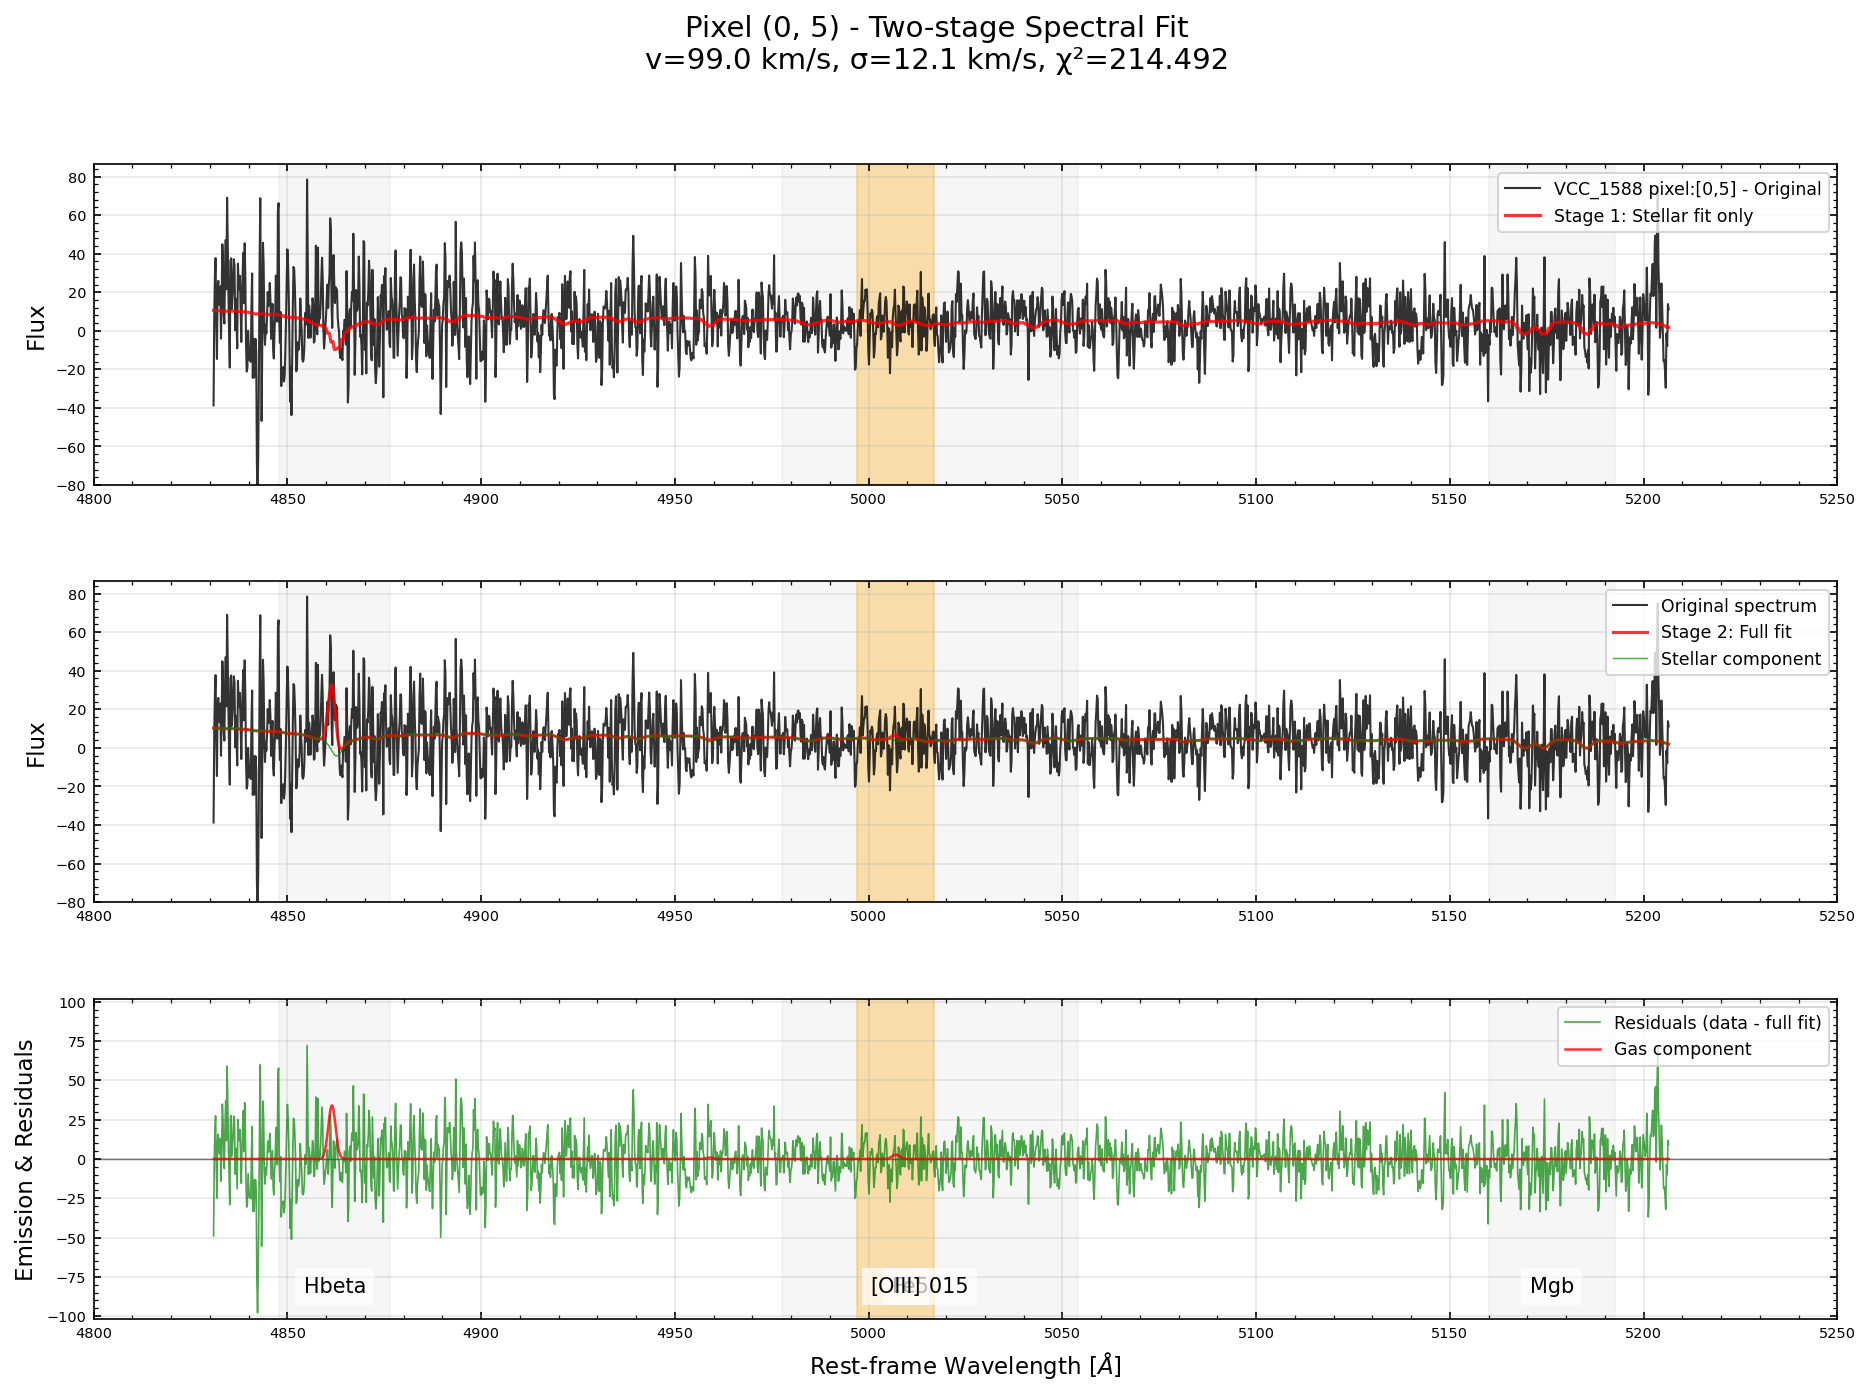 Pixel (0, 5) - Two-stage Spectral Fit
v=99.0 km/s, σ=12.1 km/s, χ²=214.492
Flux
80
60
40
20
0
−20
−40
−60
−80
VCC_1588 pixel:[0,5] - Original
Stage 1: Stellar fit only
4800 4850 4900 4950 5000 5050 5100 5150 5200 5250
Flux
80
60
40
20
0
−20
−40
−60
−80
Original spectrum
Stage 2: Full fit
Stellar component
4800 4850 4900 4950 5000 5050 5100 5150 5200 5250
Emission & Residuals
100
75
50
25
0
−25
−50
−75
−100
Residuals (data - full fit)
Gas component
Hbeta [OIII] 015 Mgb
4800 4850 4900 4950 5000 5050 5100 5150 5200 5250
Rest-frame Wavelength [Å]